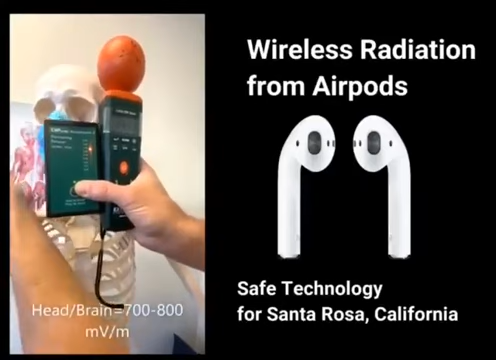 Wireless Radiation
from Airpods
Head/Brain=700-800
mV/m
Safe Technology
for Santa Rosa, California